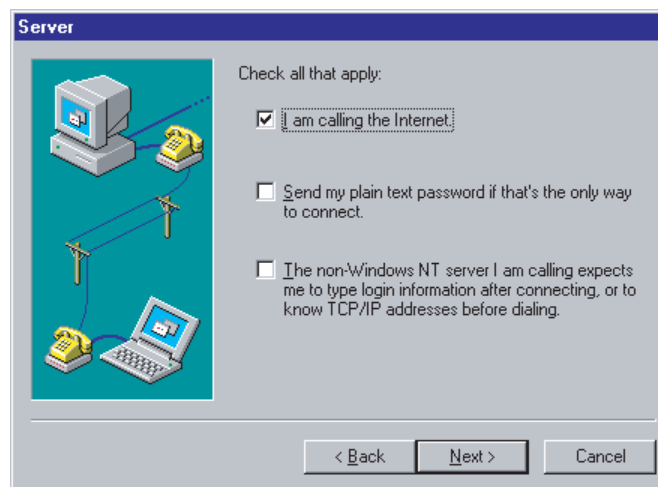 Server
Check all that apply:
I am calling the Internet.
Send my plain text password if that's the only way
to connect.
The non-Windows NT server I am calling expects
me to type login information after connecting, or to
know TCP/IP addresses before dialing.
< Back
Next >
Cancel